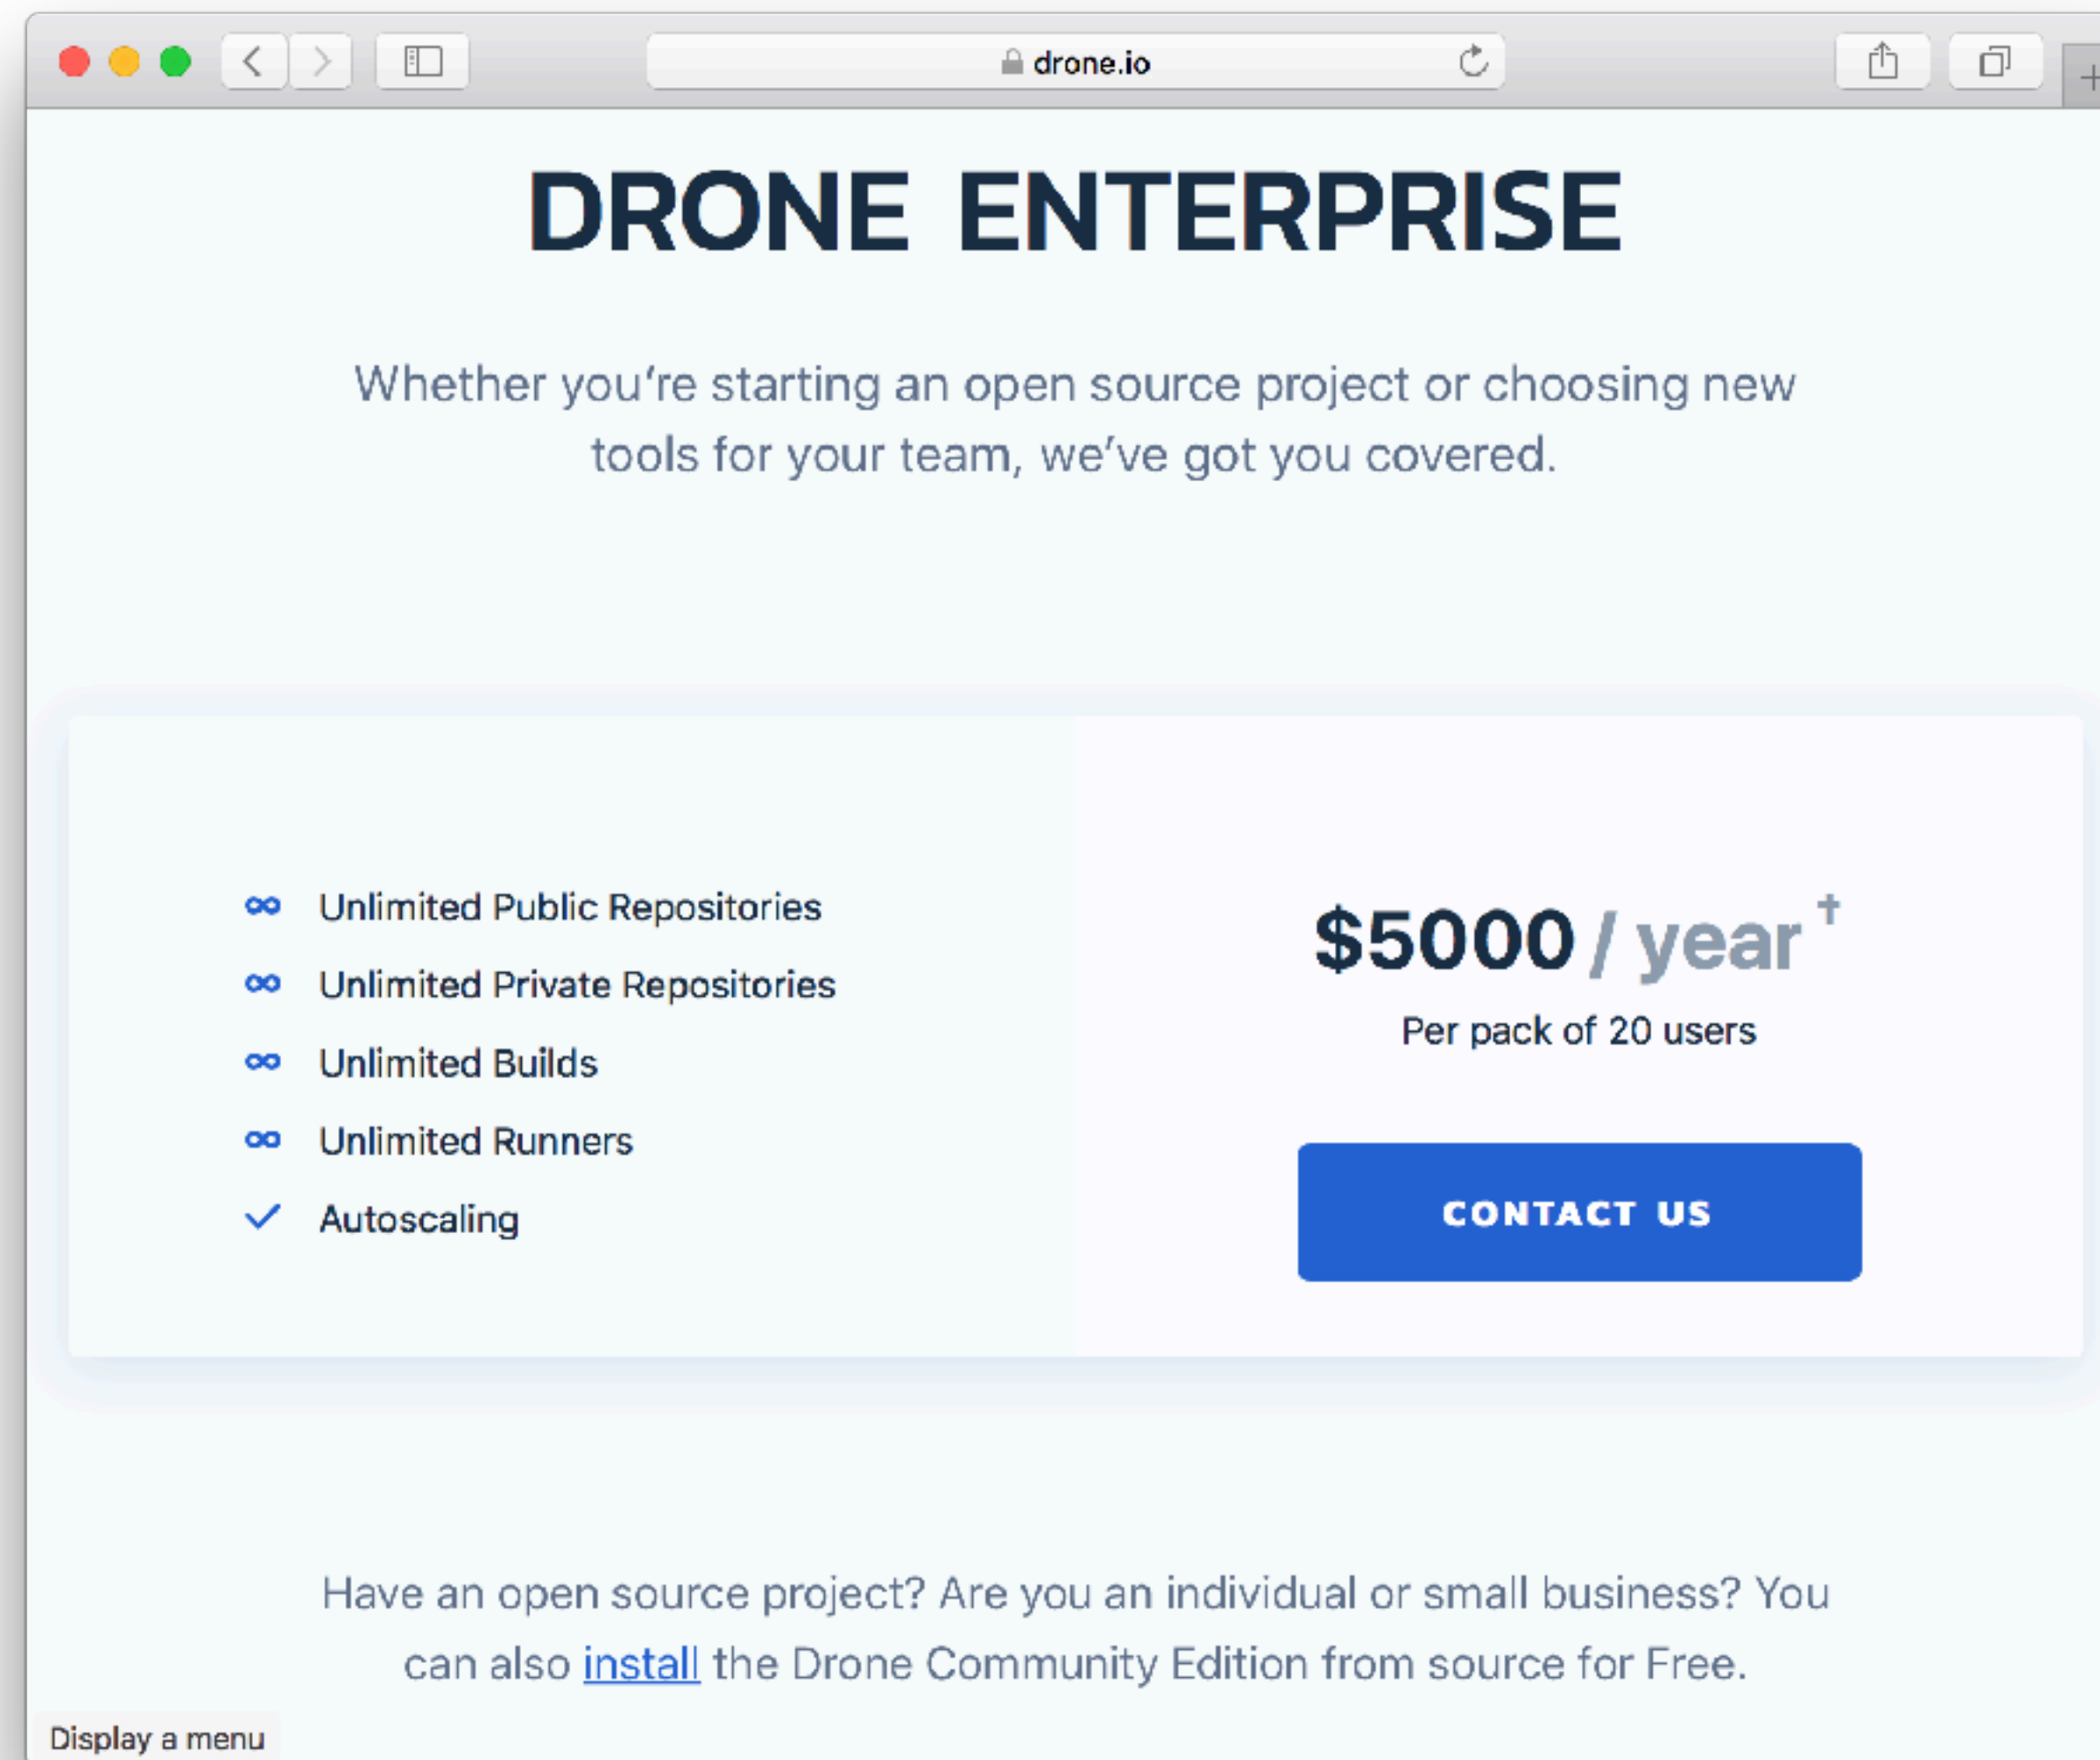 drone.io
DRONE ENTERPRISE
Whether you’re starting an open source project or choosing new
tools for your team, we’ve got you covered.
∞ Unlimited Public Repositories
∞ Unlimited Private Repositories
∞ Unlimited Builds
∞ Unlimited Runners
✓ Autoscaling
$5000 / year †
Per pack of 20 users
CONTACT US
Have an open source project? Are you an individual or small business? You
can also install the Drone Community Edition from source for Free.
Display a menu